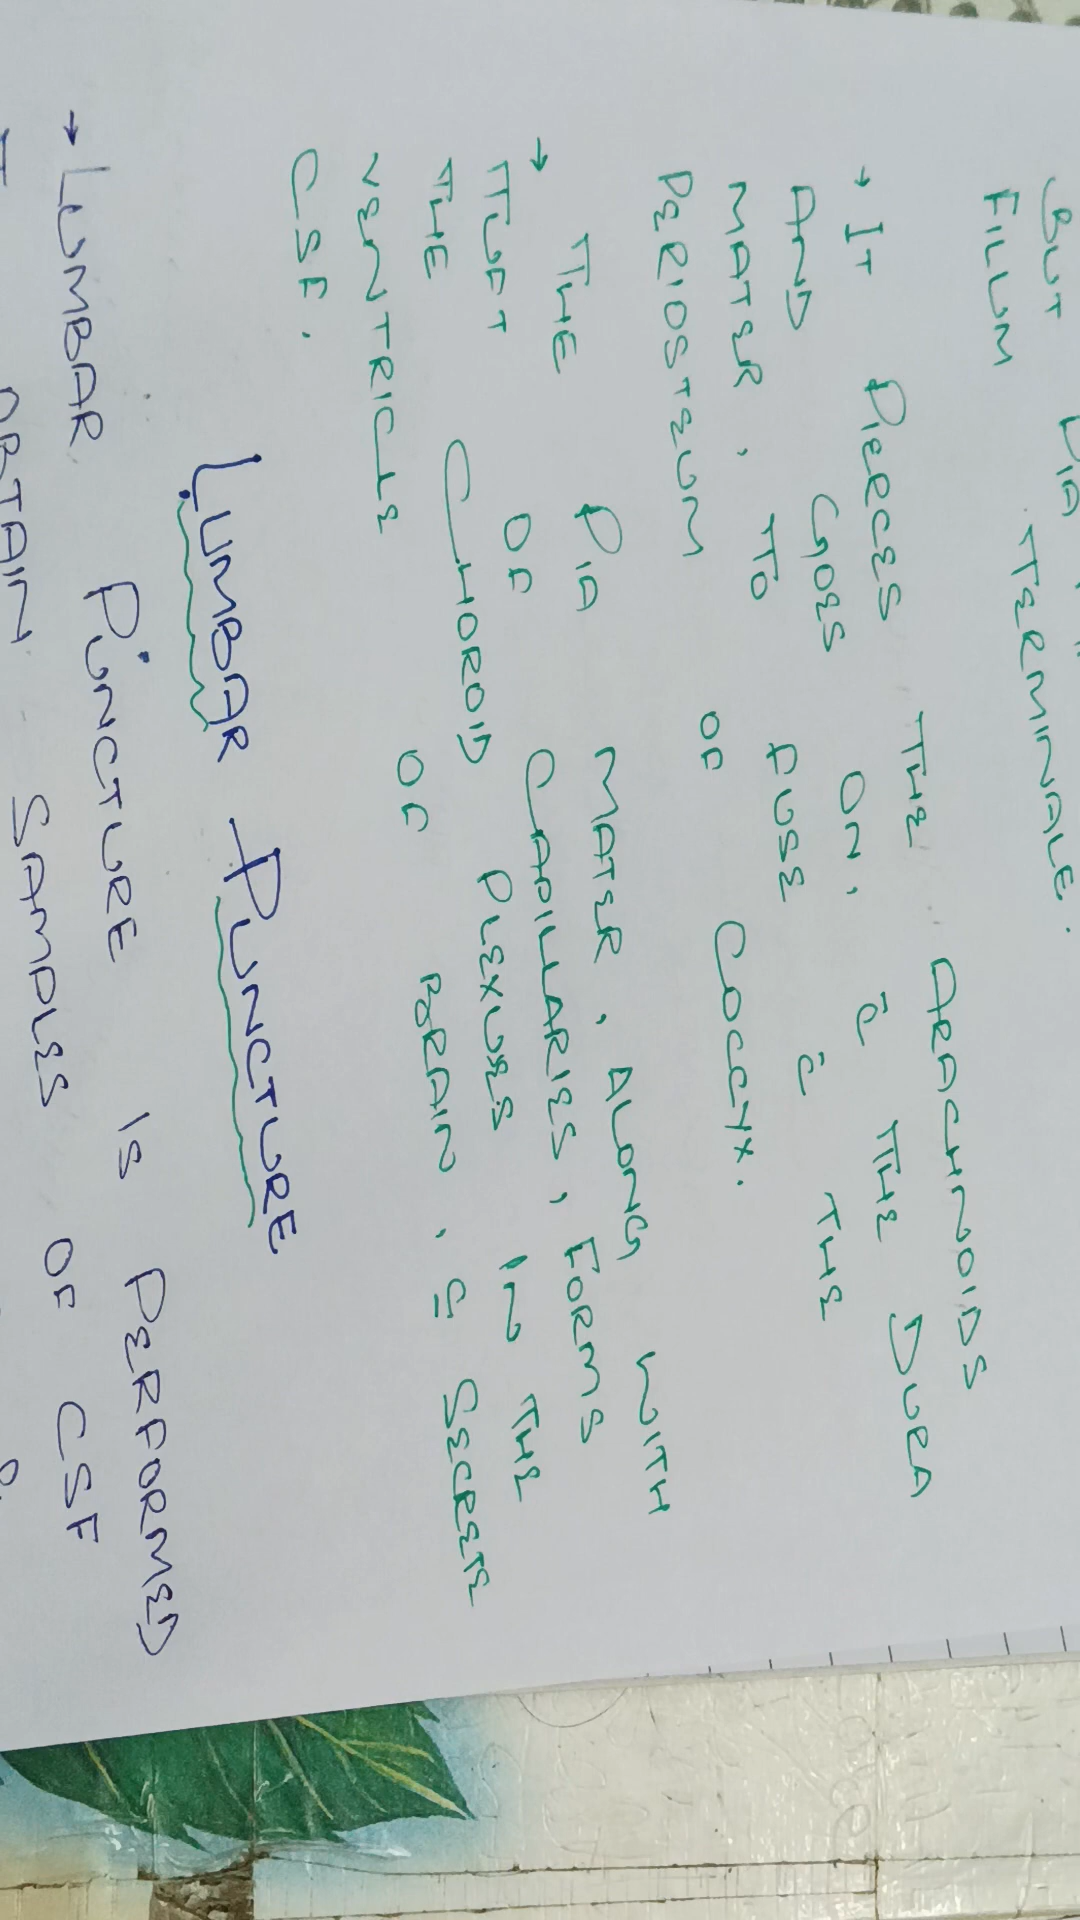 BUT PIA
FILUM TERMINALE.
→ IT PIERCES THE ARACHNOIDS
AND GOES ON, c̄ THE DURA
MATER, TO FUSE c̄ THE
PERIOSTEUM OF COCCYX.
→ THE PIA MATER, ALONG WITH
TUFT OF CAPILLARIES, FORMS
THE CHOROID PLEXUSES IN THE
VENTRICLE OF BRAIN, c̄ SECRETE
CSF.
LUMBAR PUNCTURE
→ LUMBAR PUNCTURE IS PERFORMED
OBTAIN SAMPLES OF CSF